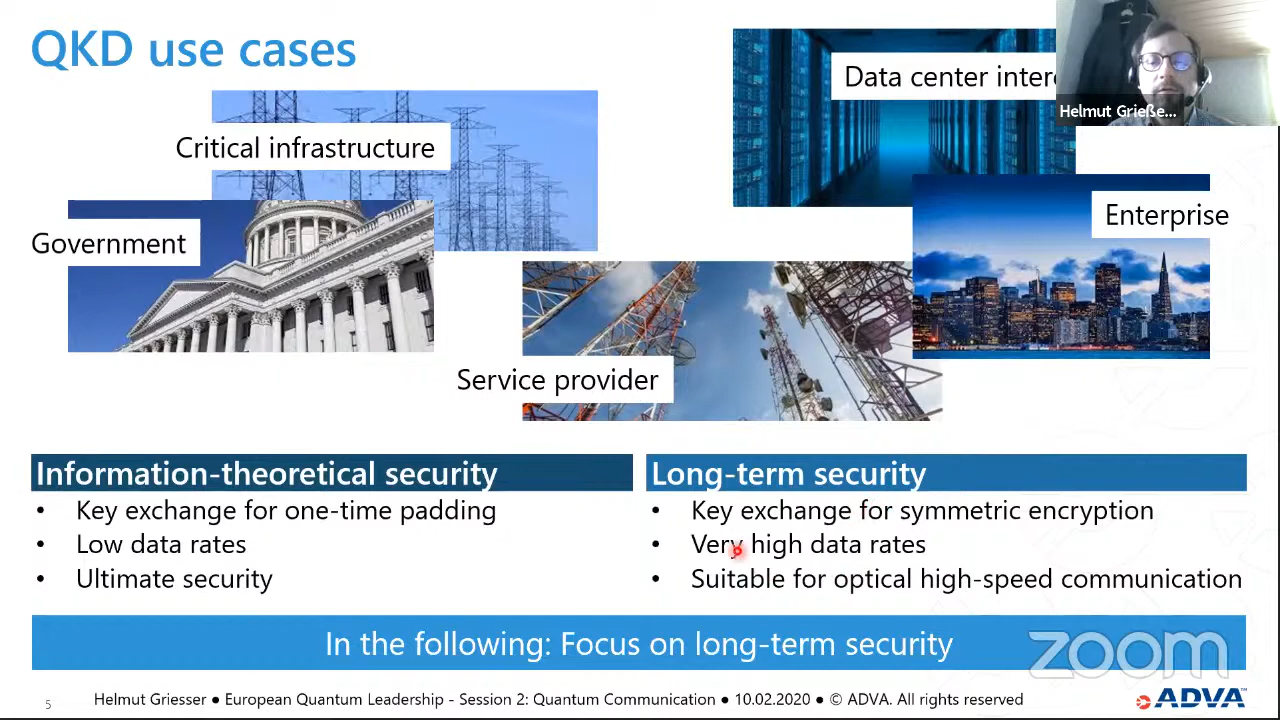 QKD use cases
Data center inter
Helmut Grieße...
Critical infrastructure
Enterprise
Government
Service provider
Information-theoretical security
• Key exchange for one-time padding
• Low data rates
• Ultimate security
Long-term security
• Key exchange for symmetric encryption
• Very high data rates
• Suitable for optical high-speed communication
In the following: Focus on long-term security
zoom
5
Helmut Griesser ● European Quantum Leadership - Session 2: Quantum Communication ● 10.02.2020 ● © ADVA. All rights reserved
ADVA™